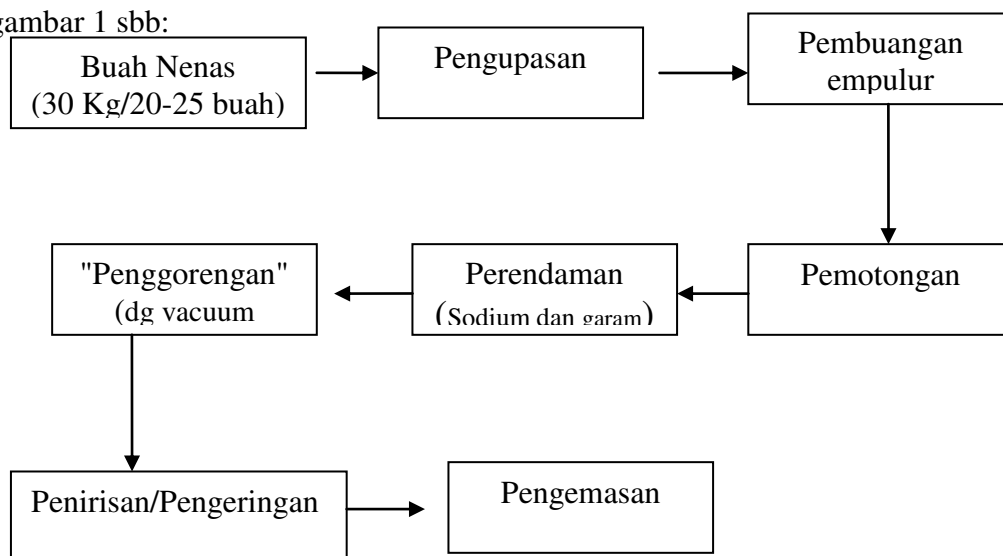 gambar 1 sbb:
Buah Nenas
(30 Kg/20-25 buah)
Pengupasan
Pembuangan
empulur
Pemotongan
Perendaman
(Sodium dan garam)
"Penggorengan"
(dg vacuum
Penirisan/Pengeringan
Pengemasan